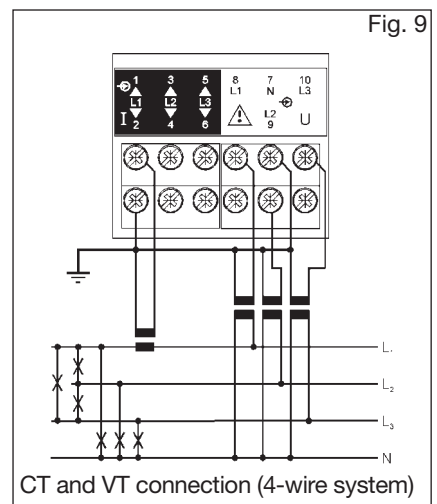 Fig. 9
1 3 5 8 7 10
L1 N L3
L1 L2 L3
I L2 U
2 4 6 9
L1
L2
L3
N
CT and VT connection (4-wire system)